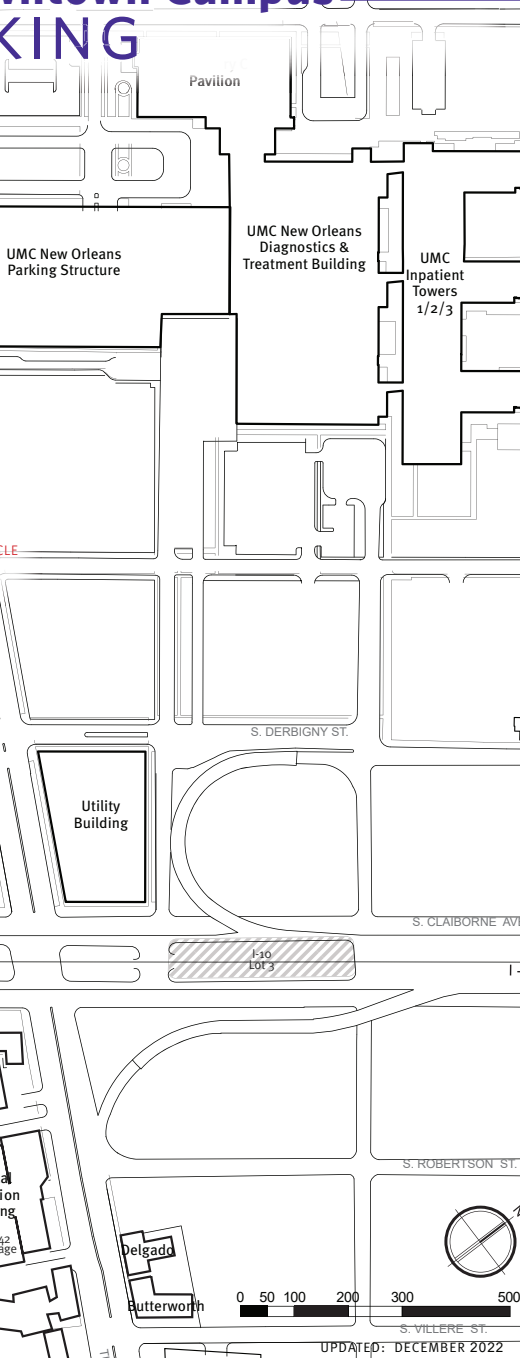 KING
Pavilion
UMC New Orleans
Diagnostics &
Treatment Building
UMC New Orleans
Parking Structure
UMC
Inpatient
Towers
1/2/3
S. DERBIGNY ST.
Utility
Building
S. CLAIBORNE
I-10
Lot 3
S. ROBERTSON ST.
Delgado
Butterworth
0 50 100 200 300 500
S. VILLERE ST.
UPDATED: DECEMBER 2022